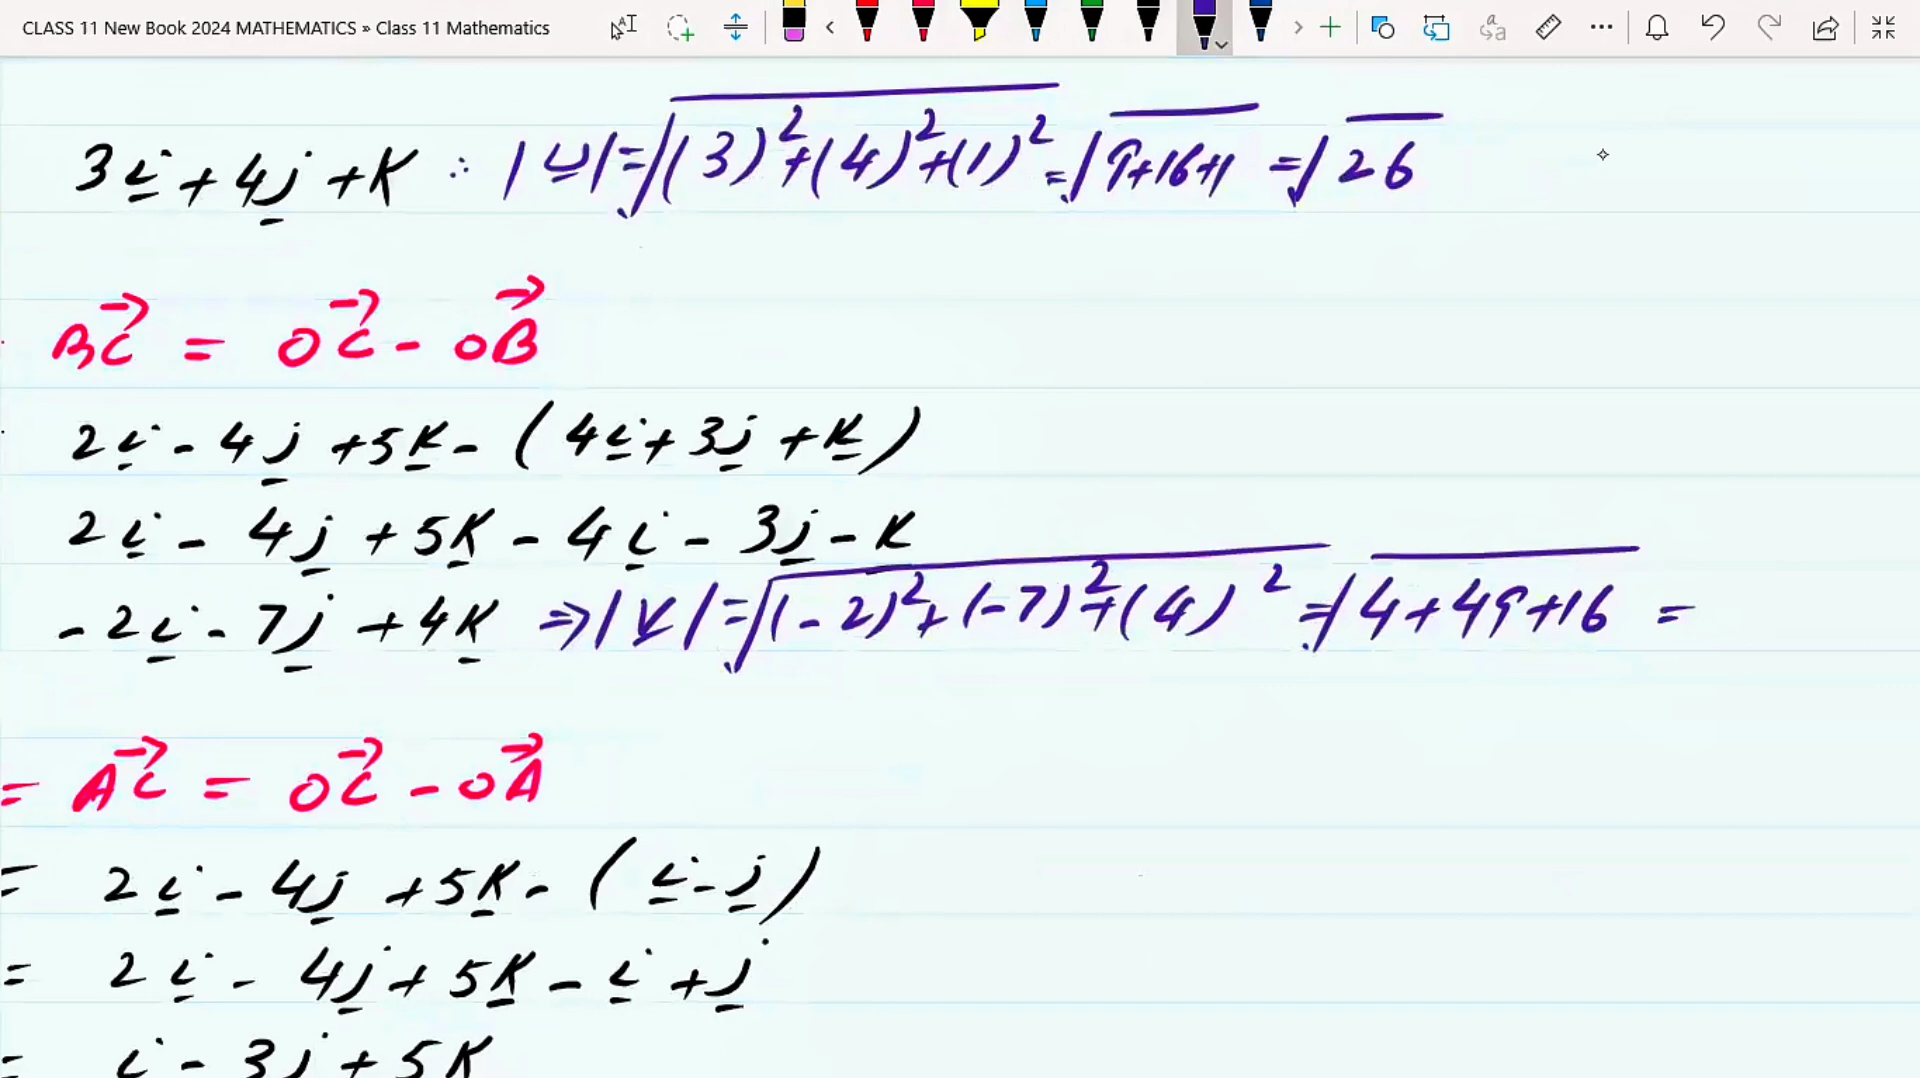 CLASS 11 New Book 2024 MATHEMATICS » Class 11 Mathematics
3i + 4j + K ∴ |U| = √(3)²+(4)²+(1)² = √9+16+1 = √26
BC⃗ = OC⃗ - OB⃗
2i - 4j + 5K - (4i + 3j + K)
2i - 4j + 5K - 4i - 3j - K
-2i - 7j + 4K ⇒ |V| = √(-2)²+(-7)²+(4)² = √4+49+16 =
= AC⃗ = OC⃗ - OA⃗
= 2i - 4j + 5K - (i - j)
= 2i - 4j + 5K - i + j
= i - 3j + 5K